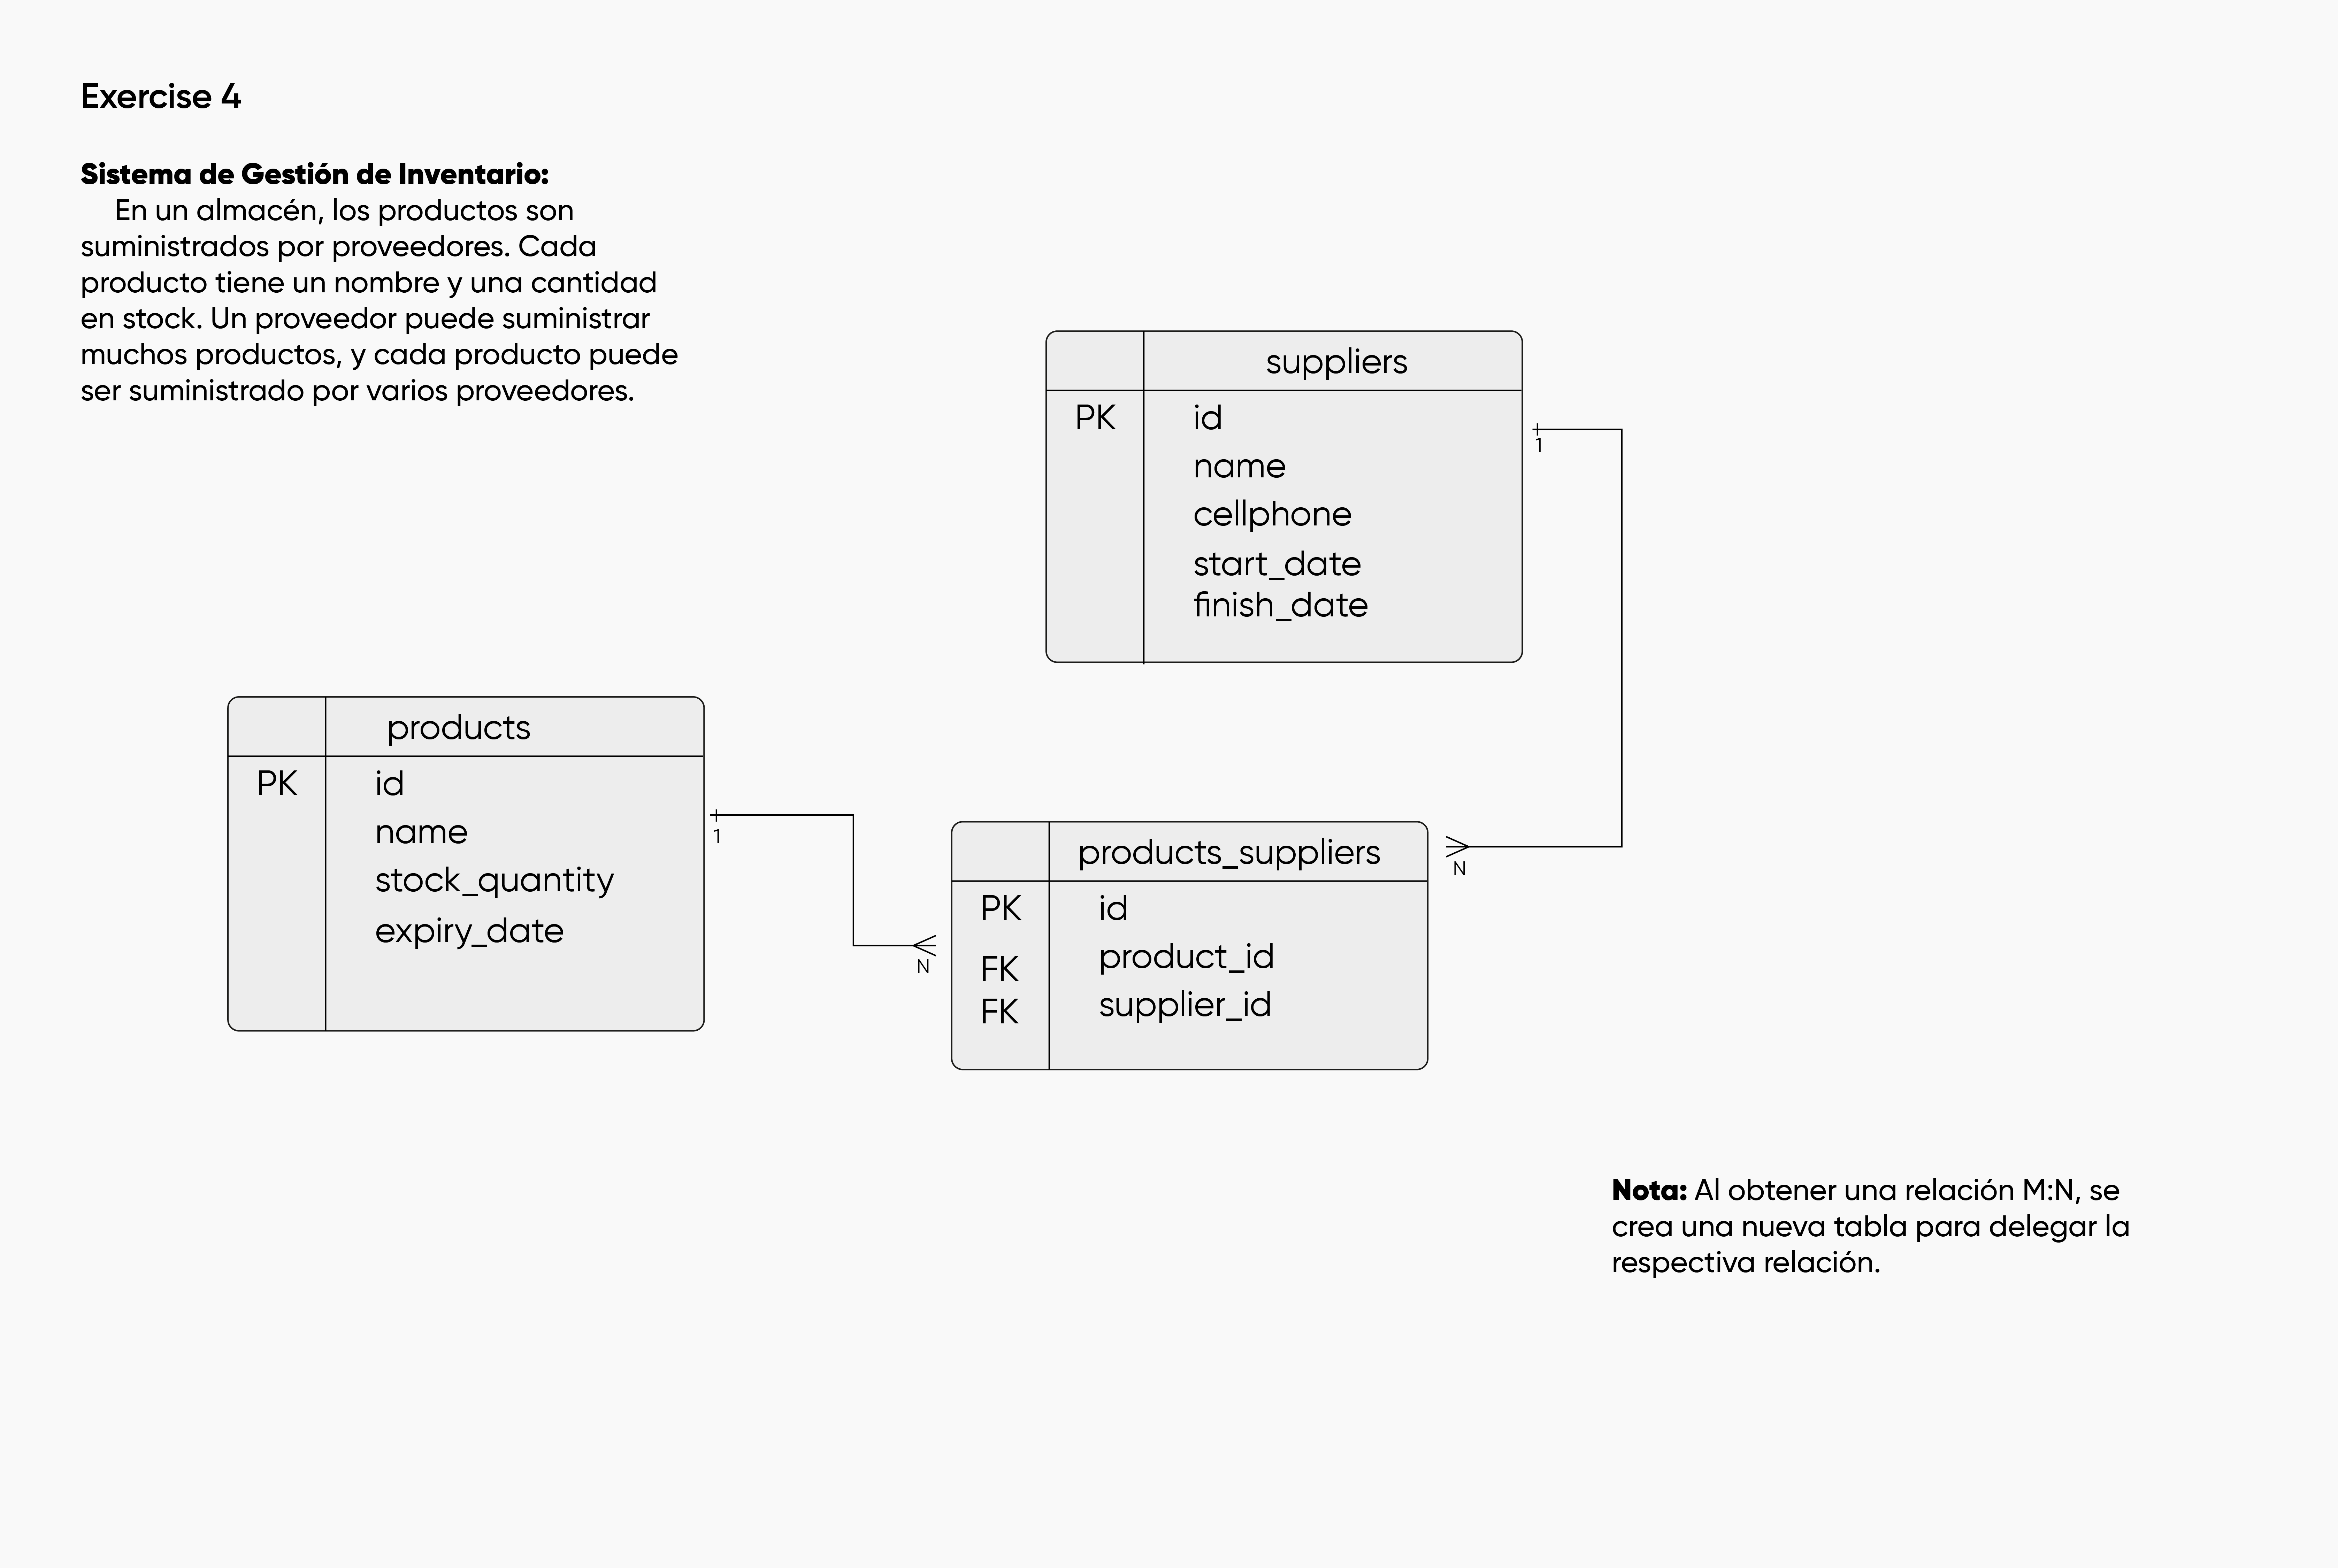 Exercise 4
Sistema de Gestión de Inventario:
En un almacén, los productos son
suministrados por proveedores. Cada
producto tiene un nombre y una cantidad
en stock. Un proveedor puede suministrar
muchos productos, y cada producto puede
ser suministrado por varios proveedores.
suppliers
PK id
name
cellphone
start_date
finish_date
1
products
PK id
name
stock_quantity
expiry_date
1
N
products_suppliers
PK id
FK product_id
FK supplier_id
N
Nota: Al obtener una relación M:N, se
crea una nueva tabla para delegar la
respectiva relación.